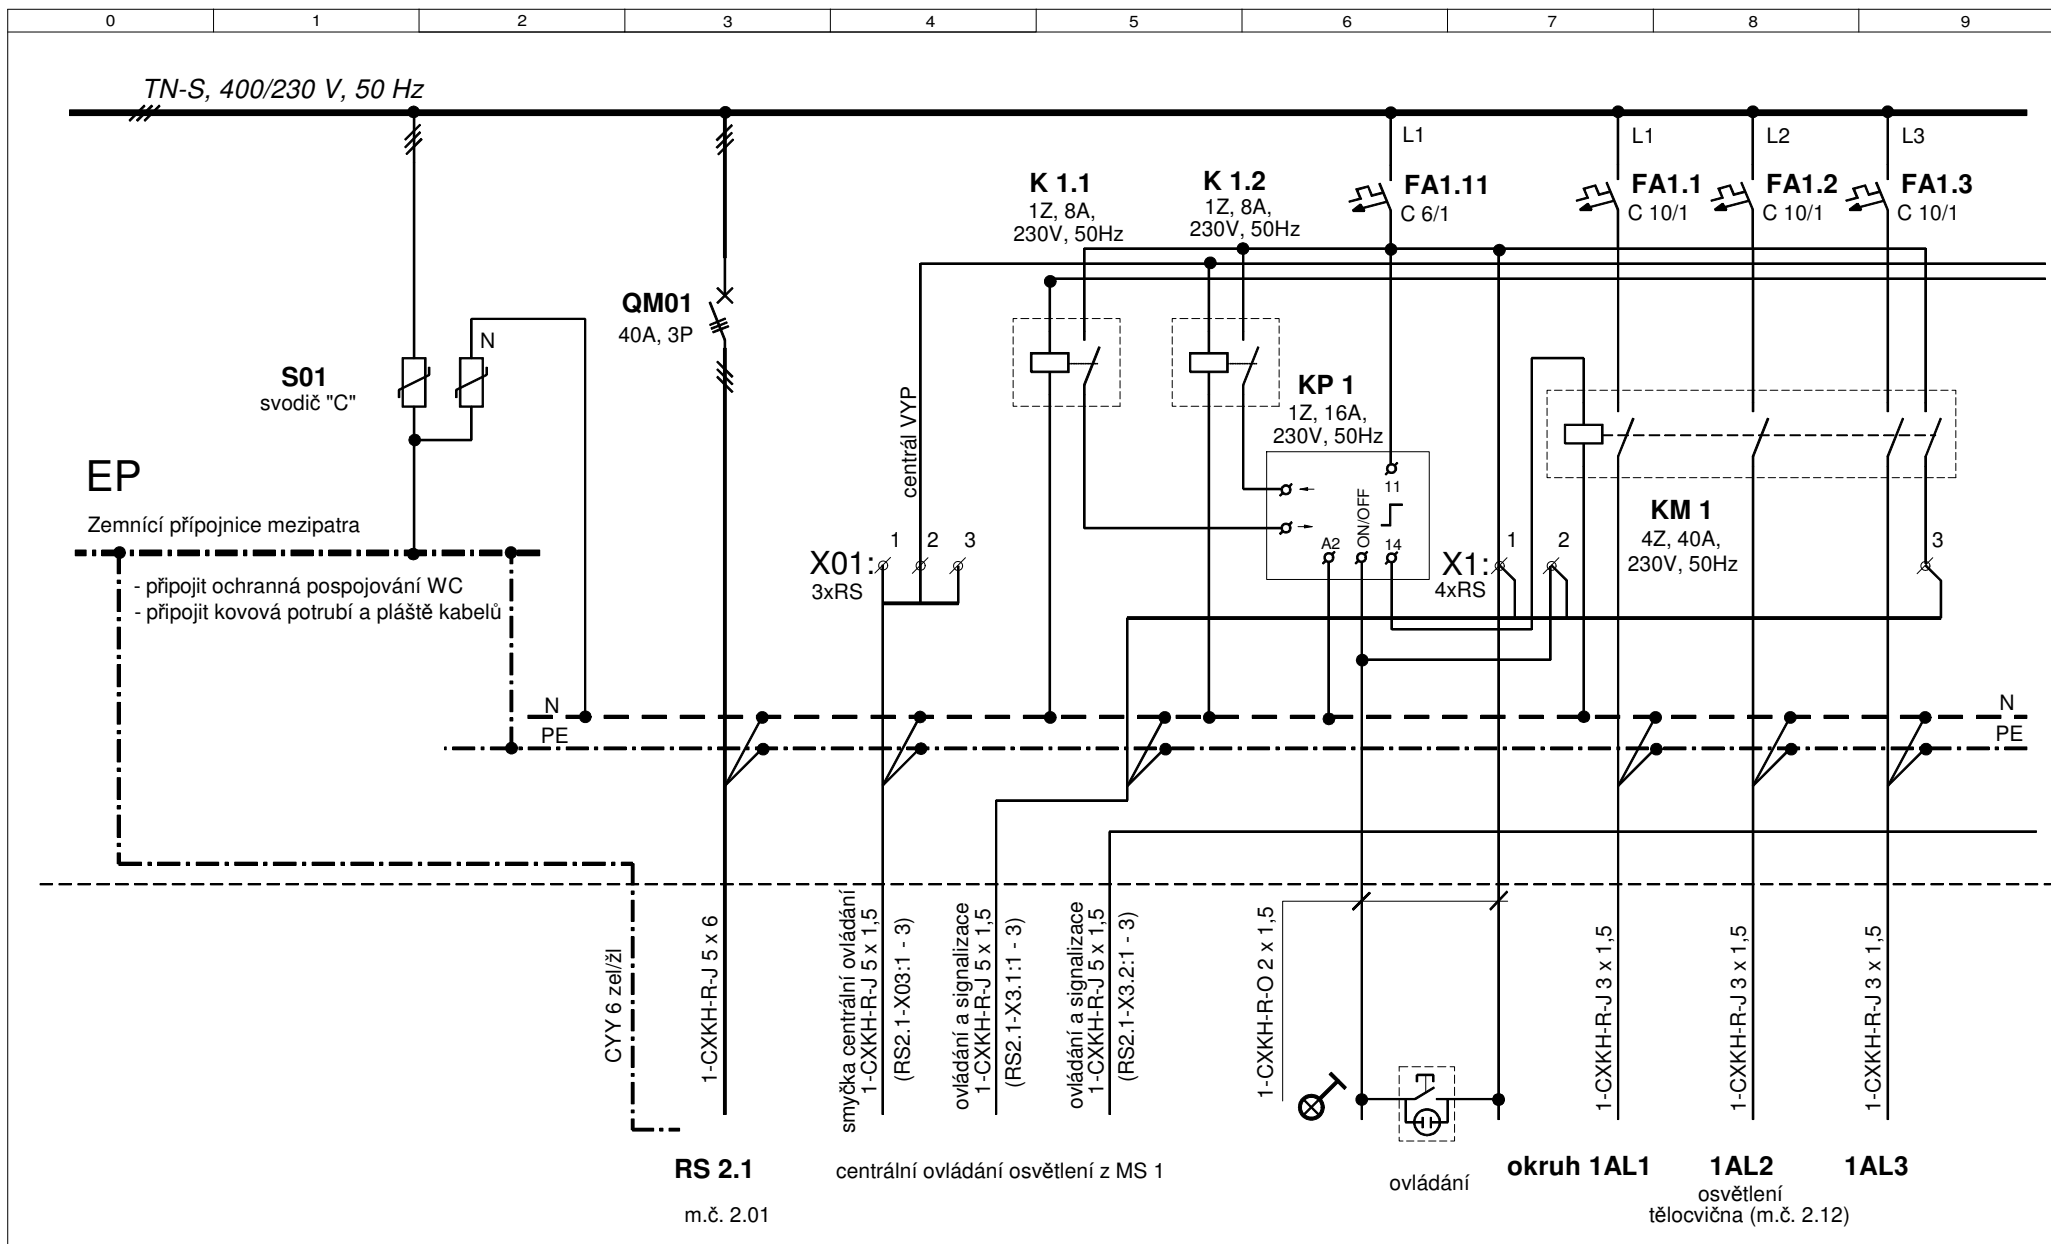 0 1 2 3 4 5 6 7 8 9
TN-S, 400/230 V, 50 Hz
L1
L1
L2
L3
K 1.1
1Z, 8A,
230V, 50Hz
K 1.2
1Z, 8A,
230V, 50Hz
FA1.11
C 6/1
FA1.1
C 10/1
FA1.2
C 10/1
FA1.3
C 10/1
QM01
40A, 3P
N
S01
svodič "C"
centrál VYP
KP 1
1Z, 16A,
230V, 50Hz
11
ON/OFF
A2
14
KM 1
4Z, 40A,
230V, 50Hz
EP
Zemnící přípojnice mezipatra
- připojit ochranná pospojování WC
- připojit kovová potrubí a pláště kabelů
X01:
3xRS
1 2 3
X1:
4xRS
1 2 3
N
PE
N
PE
CYY 6 zel/žl
1-CXKH-R-J 5 x 6
smyčka centrální ovládání
1-CXKH-R-J 5 x 1,5
(RS2.1-X03:1 - 3)
ovládání a signalizace
1-CXKH-R-J 5 x 1,5
(RS2.1-X3.1:1 - 3)
ovládání a signalizace
1-CXKH-R-J 5 x 1,5
(RS2.1-X3.2:1 - 3)
1-CXKH-R-O 2 x 1,5
1-CXKH-R-J 3 x 1,5
1-CXKH-R-J 3 x 1,5
1-CXKH-R-J 3 x 1,5
RS 2.1
m.č. 2.01
centrální ovládání osvětlení z MS 1
ovládání
okruh 1AL1
1AL2
1AL3
osvětlení
tělocvična (m.č. 2.12)